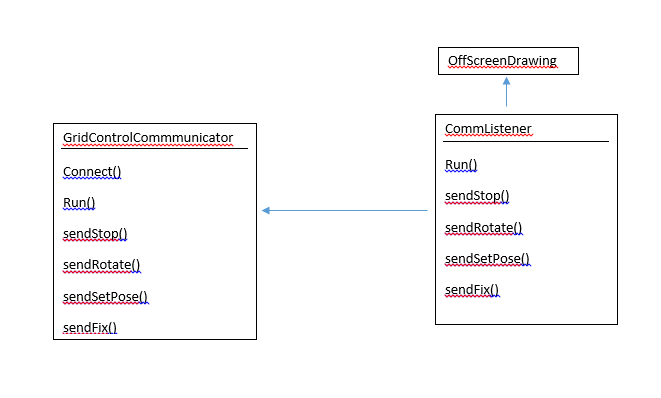 OffScreenDrawing
GridControlCommmunicator
Connect()
Run()
sendStop()
sendRotate()
sendSetPose()
sendFix()
CommListener
Run()
sendStop()
sendRotate()
sendSetPose()
sendFix()